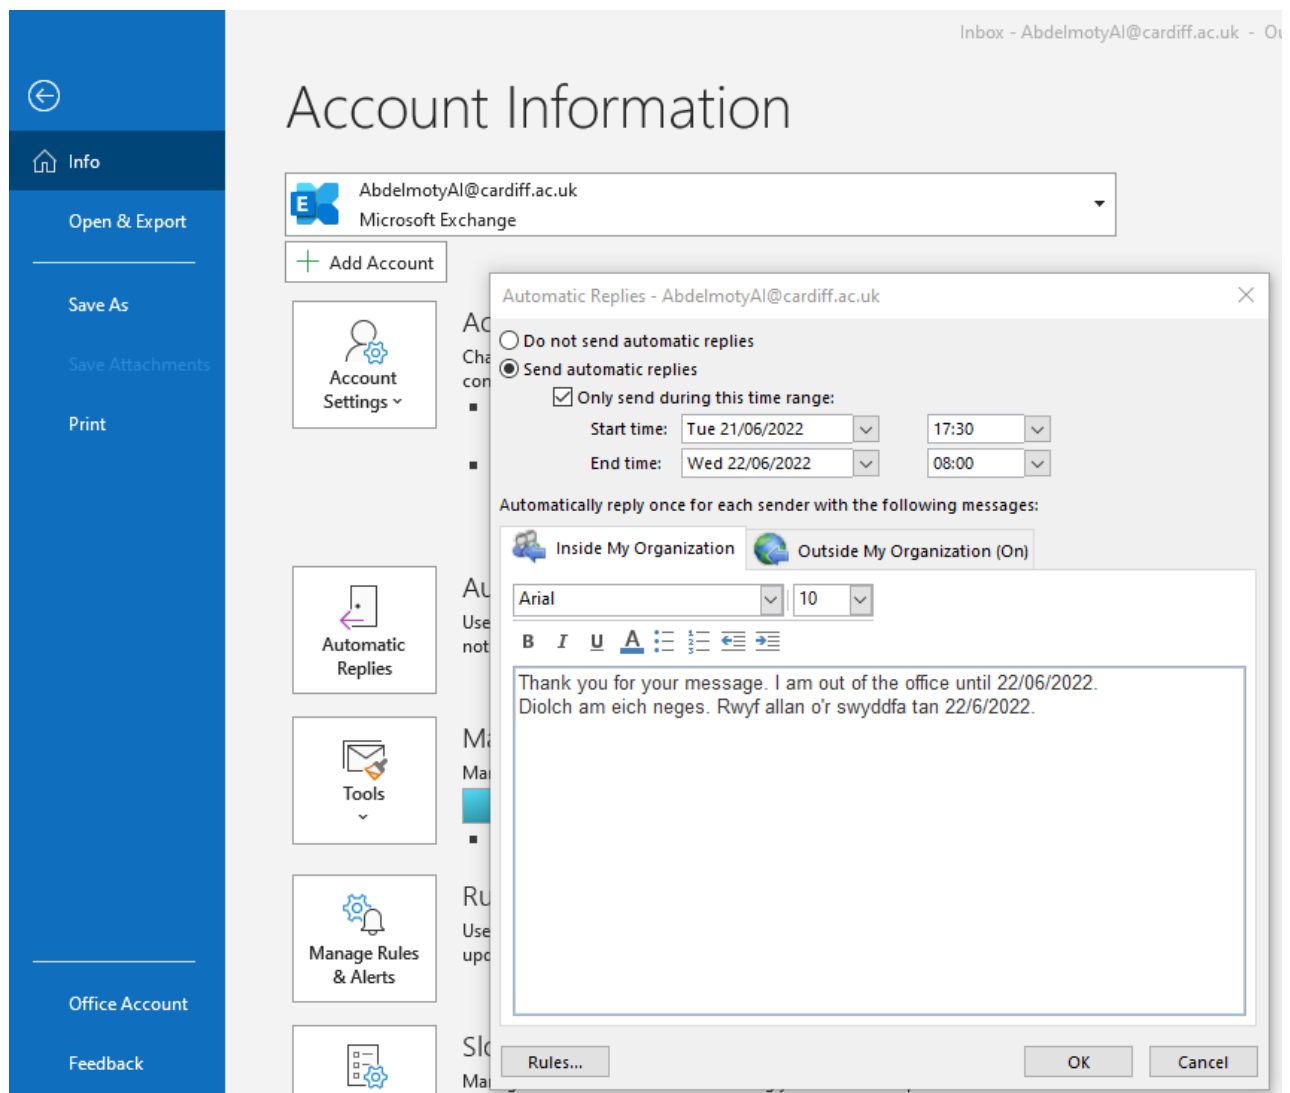 Inbox - AbdelmotyAI@cardiff.ac.uk -
Account Information
Info
Open & Export
Save As
Save Attachments
Print
Office Account
Feedback
AbdelmotyAI@cardiff.ac.uk
Microsoft Exchange
Add Account
Account
Settings
Automatic
Replies
Tools
Manage Rules
& Alerts
Automatic Replies - AbdelmotyAI@cardiff.ac.uk
Do not send automatic replies
Send automatic replies
Only send during this time range:
Start time: Tue 21/06/2022 17:30
End time: Wed 22/06/2022 08:00
Automatically reply once for each sender with the following messages:
Inside My Organization Outside My Organization (On)
Arial 10
B I U A
Thank you for your message. I am out of the office until 22/06/2022.
Diolch am eich neges. Rwyf allan o'r swyddfa tan 22/6/2022.
Rules... OK Cancel